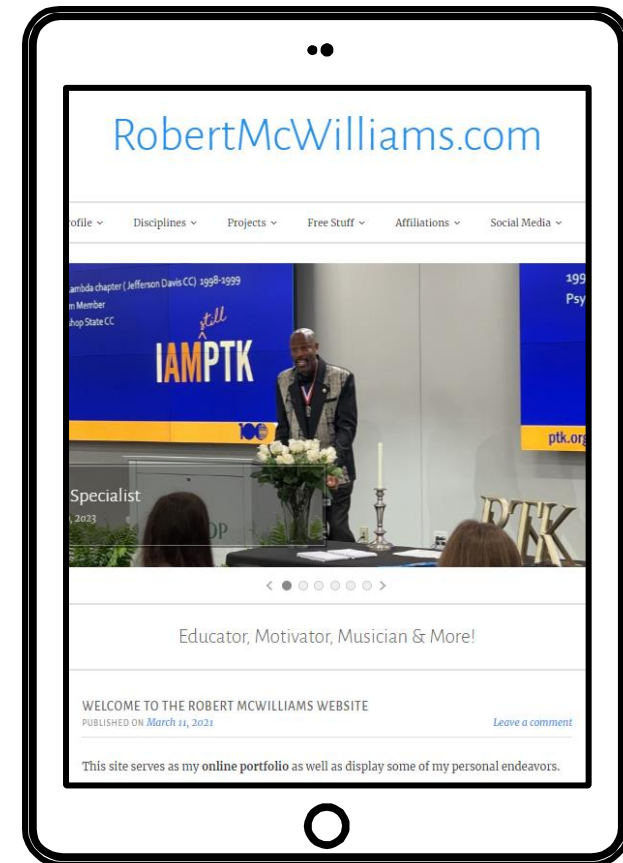 RobertMcWilliams.com
ofile Disciplines Projects Free Stuff Affiliations Social Media
ambda chapter ( Jefferson Davis CC) 1998-1999
m Member
shop State CC
still
IAMPTK
100
199
Psy
ptk.org
Specialist
, 2023
OP
PTK
Educator, Motivator, Musician & More!
WELCOME TO THE ROBERT MCWILLIAMS WEBSITE
PUBLISHED ON March 11, 2021 Leave a comment
This site serves as my online portfolio as well as display some of my personal endeavors.